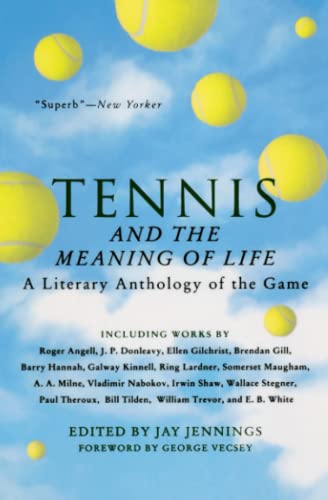 "Superb"—New Yorker
TENNIS
AND THE
MEANING OF LIFE
A Literary Anthology of the Game
INCLUDING WORKS BY
Roger Angell, J. P. Donleavy, Ellen Gilchrist, Brendan Gill,
Barry Hannah, Galway Kinnell, Ring Lardner, Somerset Maugham,
A. A. Milne, Vladimir Nabokov, Irwin Shaw, Wallace Stegner,
Paul Theroux, Bill Tilden, William Trevor, and E. B. White
EDITED BY JAY JENNINGS
FOREWORD BY GEORGE VECSEY